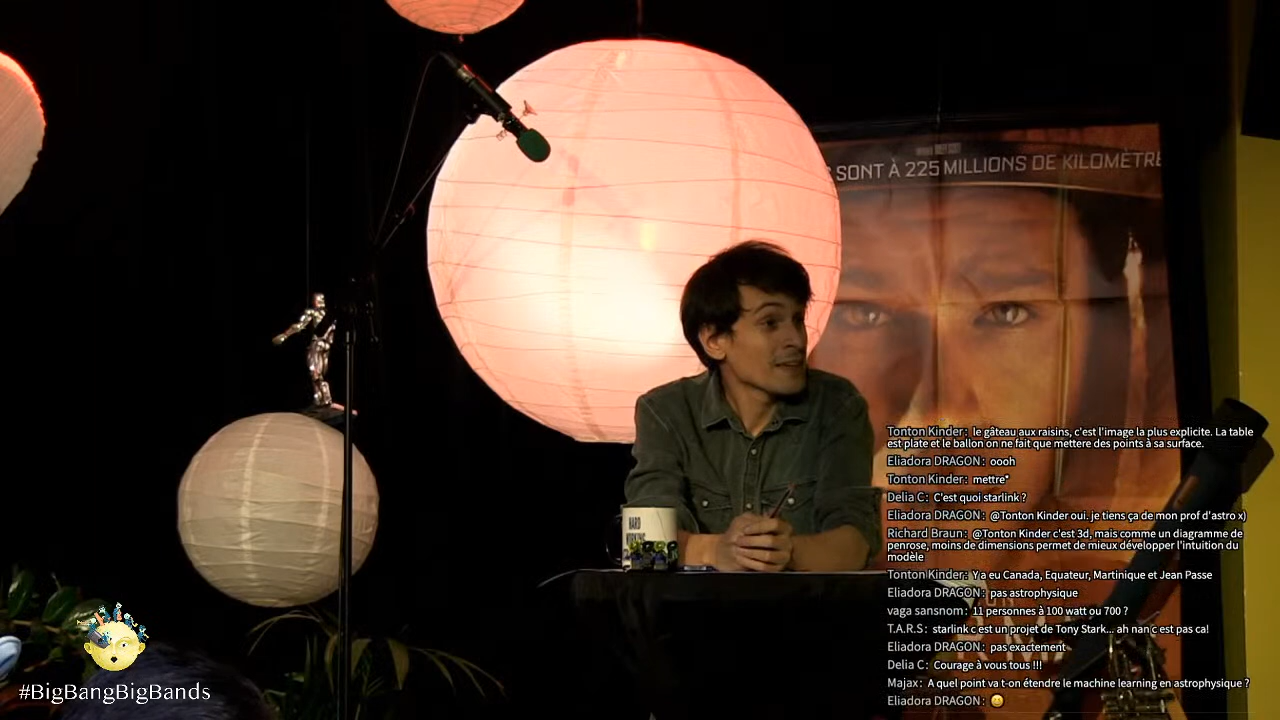 S SONT À 225 MILLIONS DE KILOMÈTRE
HARD
WORKING
Tonton Kinder: le gâteau aux raisins, c'est l'image la plus explicite. La table
est plate et le ballon on ne fait que mettere des points à sa surface.
Eliadora DRAGON: oooh
Tonton Kinder: mettre*
Delia C: C'est quoi starlink ?
Eliadora DRAGON: @Tonton Kinder oui. je tiens ça de mon prof d'astro x)
Richard Braun: @Tonton Kinder c'est 3d, mais comme un diagramme de
penrose, moins de dimensions permet de mieux développer l'intuition du
modèle
Tonton Kinder: Y a eu Canada, Equateur, Martinique et Jean Passe
Eliadora DRAGON: pas astrophysique
vaga sansnom: 11 personnes à 100 watt ou 700 ?
T.A.R.S: starlink c est un projet de Tony Stark... ah nan c est pas ca!
Eliadora DRAGON: pas exactement
Delia C: Courage à vous tous !!!
Majax: A quel point va t-on étendre le machine learning en astrophysique ?
Eliadora DRAGON: 😀
#BigBangBigBands